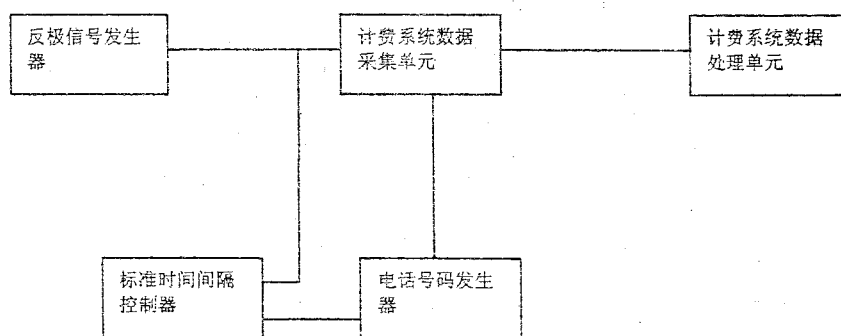 反极信号发生
器
计费系统数据
采集单元
计费系统数据
处理单元
标准时间间隔
控制器
电话号码发生
器